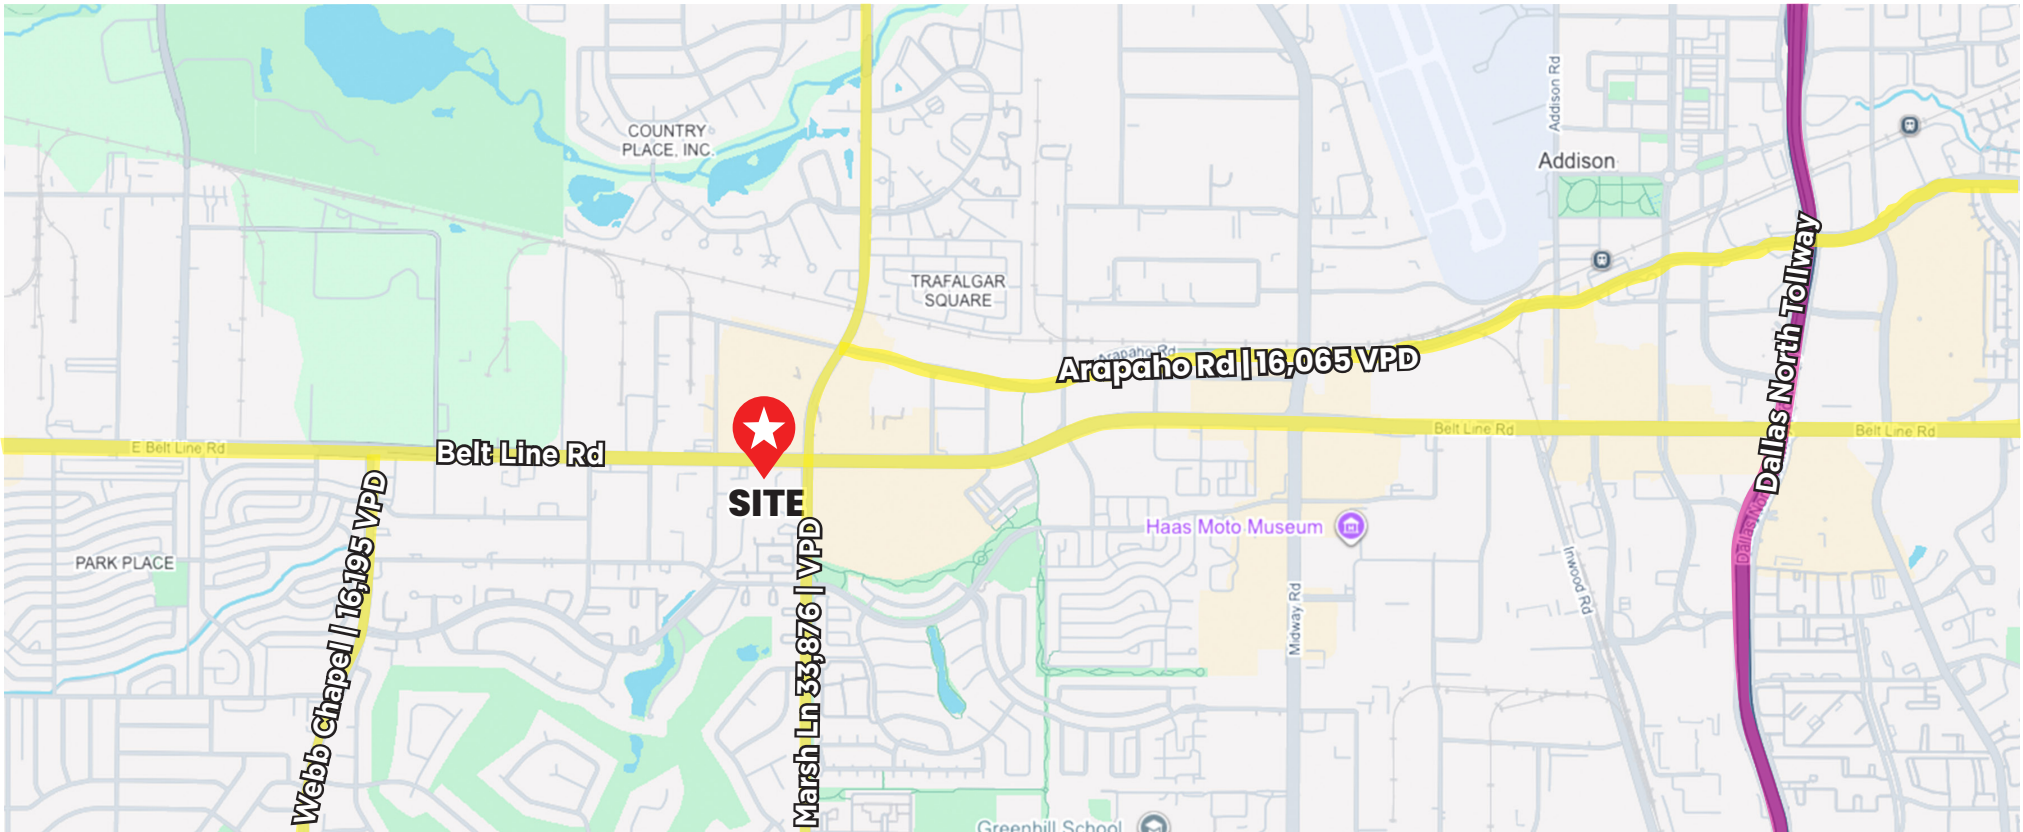 COUNTRY
PLACE, INC.
Addison Rd
Addison
TRAFALGAR
SQUARE
Dallas North Tollway
Arapaho Rd
Arapaho Rd | 16,065 VPD
E Belt Line Rd
Belt Line Rd
Belt Line Rd
Belt Line Rd
SITE
Webb Chapel | 16,195 VPD
Marsh Ln 33,876 | VPD
Haas Moto Museum
PARK PLACE
Midway Rd
Inwood Rd
Dallas No
Greenhill School